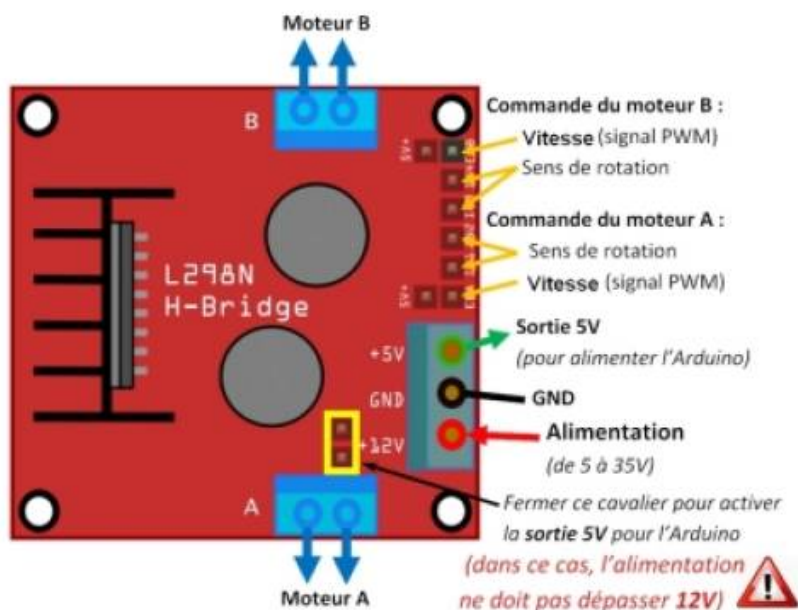 Moteur B
B
Commande du moteur B :
Vitesse (signal PWM)
5V+
Sens de rotation
Commande du moteur A :
Sens de rotation
Vitesse (signal PWM)
5V+
L298N
H-Bridge
Sortie 5V
+5V
(pour alimenter l'Arduino)
GND
GND
Alimentation
+12V
(de 5 à 35V)
A
Fermer ce cavalier pour activer
la sortie 5V pour l'Arduino
(dans ce cas, l'alimentation
ne doit pas dépasser 12V)
Moteur A